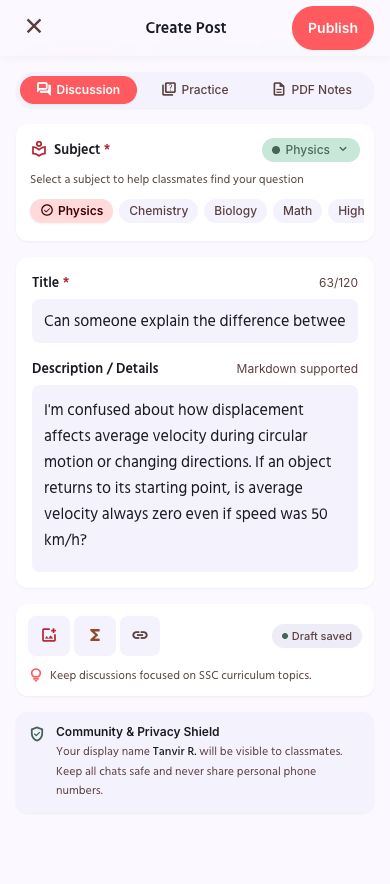 Create Post
Publish
Discussion
Practice
PDF Notes
Subject *
Physics
Select a subject to help classmates find your question
Physics
Chemistry
Biology
Math
High
Title *
63/120
Can someone explain the difference betwee
Description / Details
Markdown supported
I'm confused about how displacement
affects average velocity during circular
motion or changing directions. If an object
returns to its starting point, is average
velocity always zero even if speed was 50
km/h?
Draft saved
Keep discussions focused on SSC curriculum topics.
Community & Privacy Shield
Your display name Tanvir R. will be visible to classmates.
Keep all chats safe and never share personal phone
numbers.